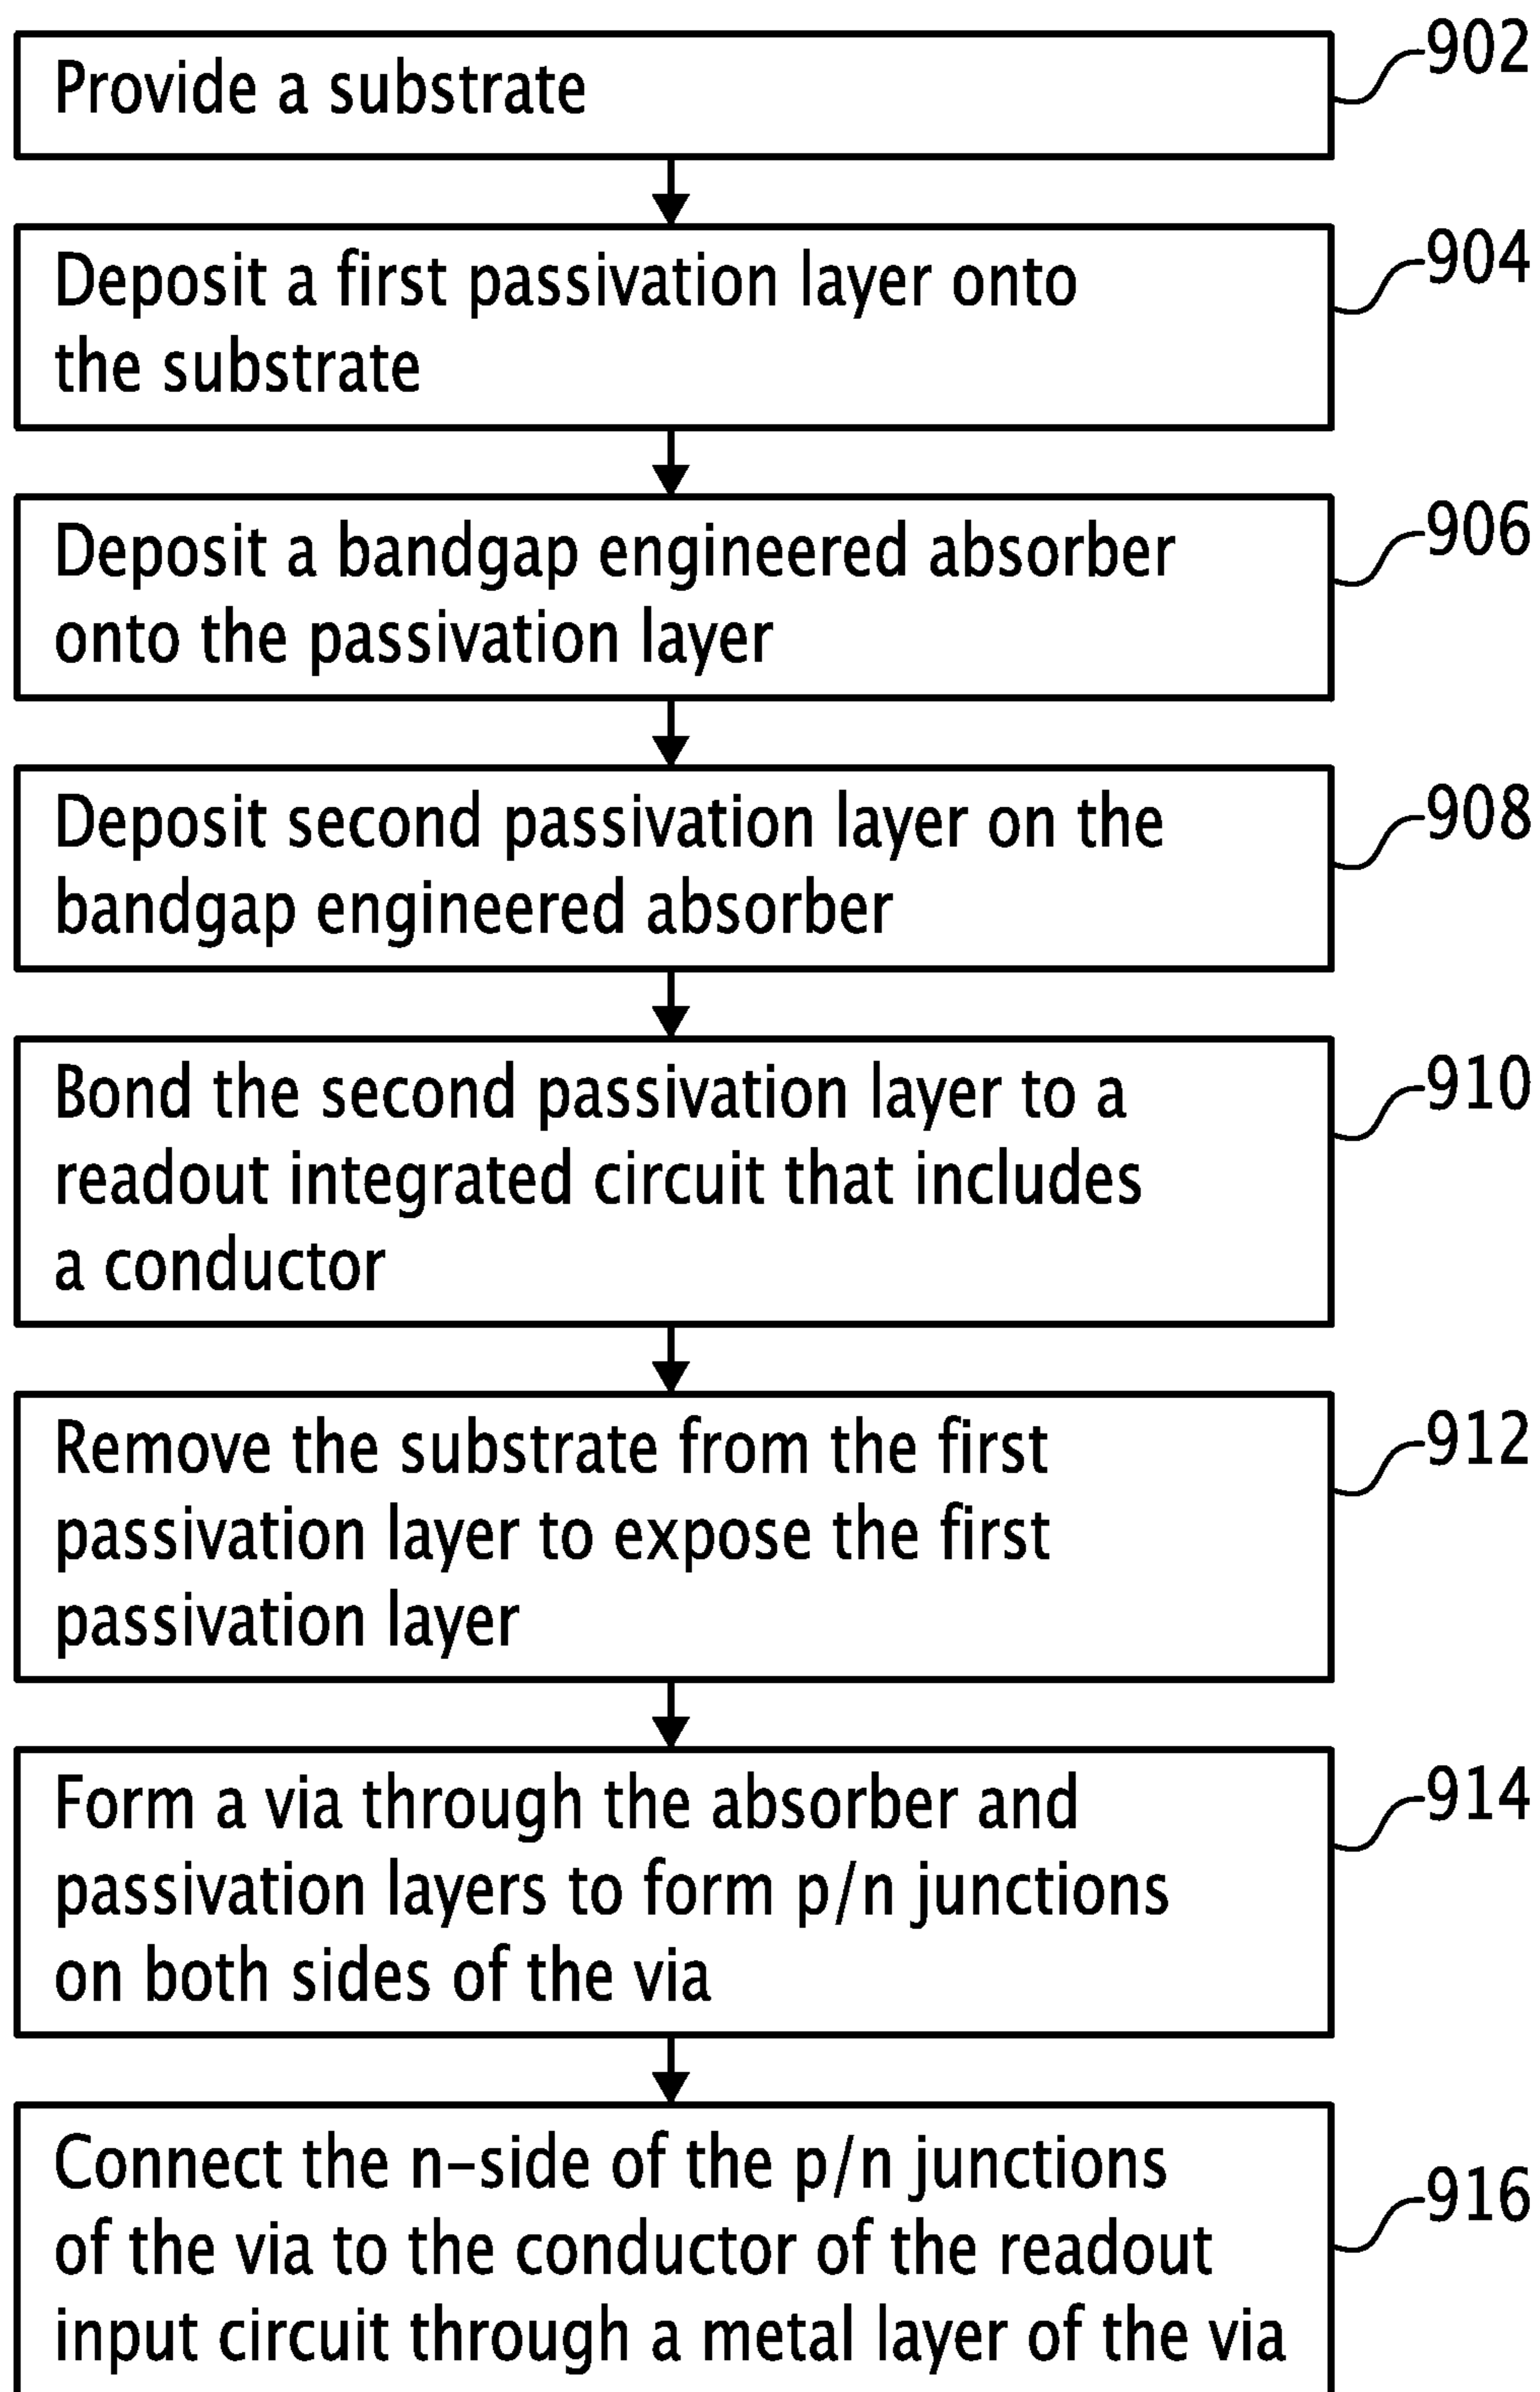 Provide a substrate
902
Deposit a first passivation layer onto
the substrate
904
Deposit a bandgap engineered absorber
onto the passivation layer
906
Deposit second passivation layer on the
bandgap engineered absorber
908
Bond the second passivation layer to a
readout integrated circuit that includes
a conductor
910
Remove the substrate from the first
passivation layer to expose the first
passivation layer
912
Form a via through the absorber and
passivation layers to form p/n junctions
on both sides of the via
914
Connect the n-side of the p/n junctions
of the via to the conductor of the readout
input circuit through a metal layer of the via
916